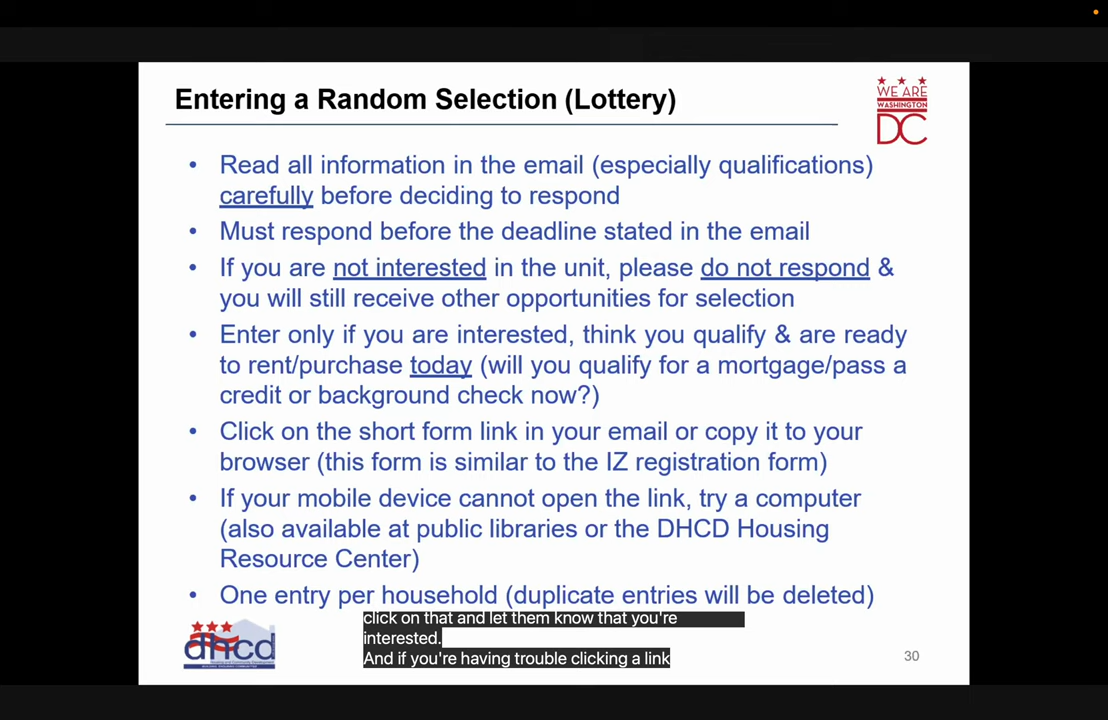 Entering a Random Selection (Lottery)
WE ARE
WASHINGTON
DC
• Read all information in the email (especially qualifications)
carefully before deciding to respond
• Must respond before the deadline stated in the email
• If you are not interested in the unit, please do not respond &
you will still receive other opportunities for selection
• Enter only if you are interested, think you qualify & are ready
to rent/purchase today (will you qualify for a mortgage/pass a
credit or background check now?)
• Click on the short form link in your email or copy it to your
browser (this form is similar to the IZ registration form)
• If your mobile device cannot open the link, try a computer
(also available at public libraries or the DHCD Housing
Resource Center)
• One entry per household (duplicate entries will be deleted)
click on that and let them know that you're
interested.
And if you're having trouble clicking a link
dhcd
30